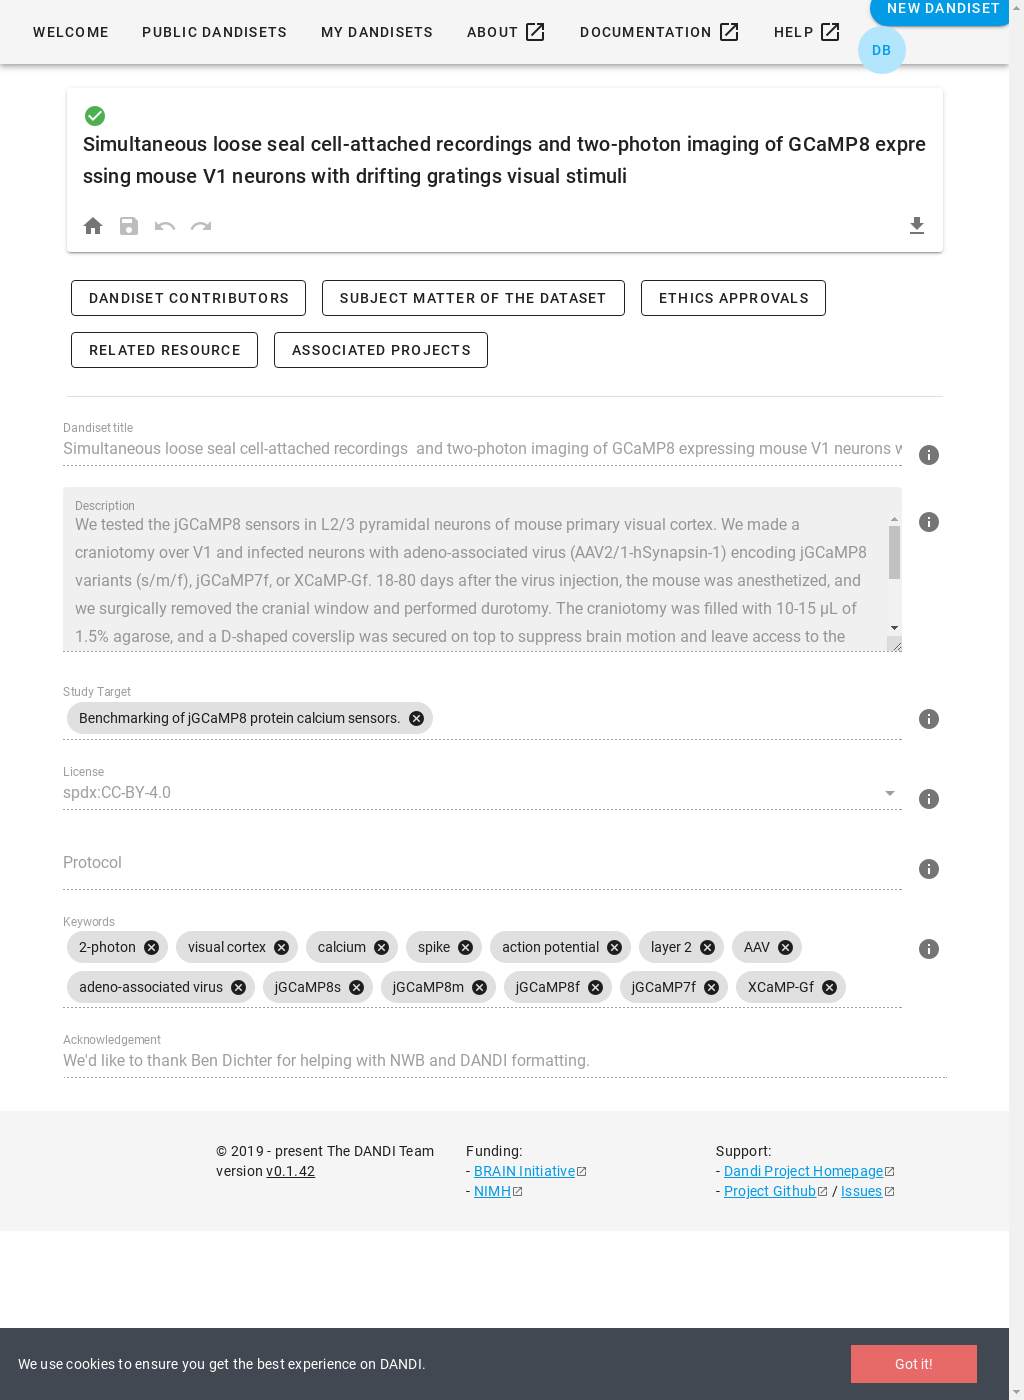 WELCOME PUBLIC DANDISETS MY DANDISETS ABOUT DOCUMENTATION HELP NEW DANDISET
DB
Simultaneous loose seal cell-attached recordings and two-photon imaging of GCaMP8 expre
ssing mouse V1 neurons with drifting gratings visual stimuli
DANDISET CONTRIBUTORS SUBJECT MATTER OF THE DATASET ETHICS APPROVALS
RELATED RESOURCE ASSOCIATED PROJECTS
Dandiset title
Simultaneous loose seal cell-attached recordings and two-photon imaging of GCaMP8 expressing mouse V1 neurons
Description
We tested the jGCaMP8 sensors in L2/3 pyramidal neurons of mouse primary visual cortex. We made a
craniotomy over V1 and infected neurons with adeno-associated virus (AAV2/1-hSynapsin-1) encoding jGCaMP8
variants (s/m/f), jGCaMP7f, or XCaMP-Gf. 18-80 days after the virus injection, the mouse was anesthetized, and
we surgically removed the cranial window and performed durotomy. The craniotomy was filled with 10-15 μL of
1.5% agarose, and a D-shaped coverslip was secured on top to suppress brain motion and leave access to the
Study Target
Benchmarking of jGCaMP8 protein calcium sensors.
License
spdx:CC-BY-4.0
Protocol
Keywords
2-photon visual cortex calcium spike action potential layer 2 AAV
adeno-associated virus jGCaMP8s jGCaMP8m jGCaMP8f jGCaMP7f XCaMP-Gf
Acknowledgement
We'd like to thank Ben Dichter for helping with NWB and DANDI formatting.
© 2019 - present The DANDI Team
version v0.1.42
Funding:
- BRAIN Initiative
- NIMH
Support:
- Dandi Project Homepage
- Project Github / Issues
We use cookies to ensure you get the best experience on DANDI. Got it!